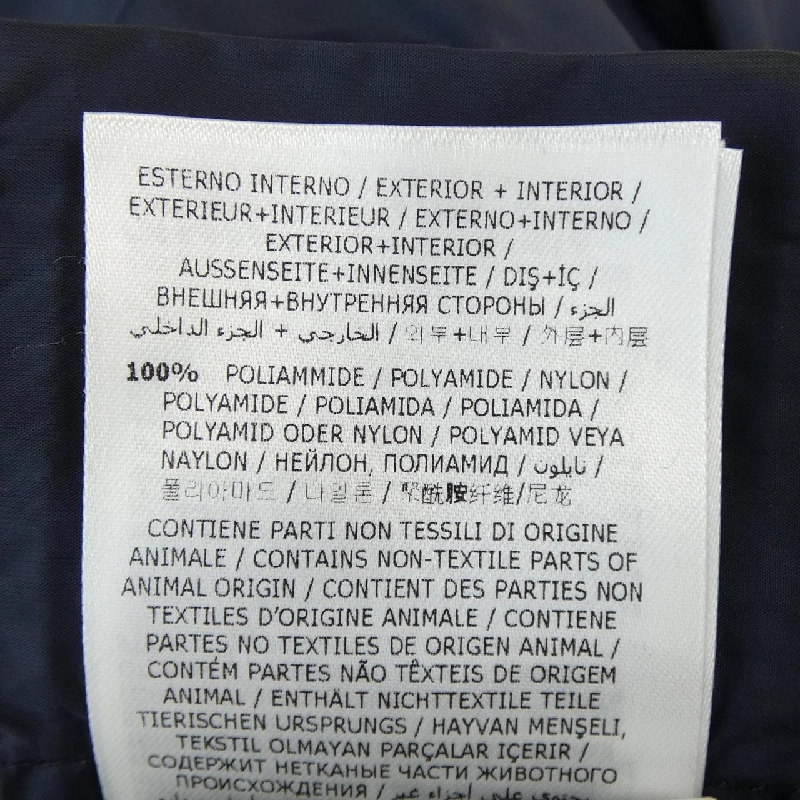 ESTERNO INTERNO / EXTERIOR + INTERIOR /
EXTERIEUR+INTERIEUR / EXTERNO+INTERNO /
EXTERIOR+INTERIOR /
AUSSENSEITE+INNENSEITE / DIŞ+İÇ /
ВНЕШНЯЯ+ВНУТРЕННЯЯ СТОРОНЫ / الجزء
الخارجي + الجزء الداخلي / 외부+내부 / 外层+内层
100% POLIAMMIDE / POLYAMIDE / NYLON /
POLYAMIDE / POLIAMIDA / POLIAMIDA /
POLYAMID ODER NYLON / POLYAMID VEYA
NAYLON / НЕЙЛОН, ПОЛИАМИД / نايلون /
폴리아마드 / 나일론 / 聚酰胺纤维/尼龙
CONTIENE PARTI NON TESSILI DI ORIGINE
ANIMALE / CONTAINS NON-TEXTILE PARTS OF
ANIMAL ORIGIN / CONTIENT DES PARTIES NON
TEXTILES D'ORIGINE ANIMALE / CONTIENE
PARTES NO TEXTILES DE ORIGEN ANIMAL /
CONTÉM PARTES NÃO TÊXTEIS DE ORIGEM
ANIMAL / ENTHÄLT NICHTTEXTILE TEILE
TIERISCHEN URSPRUNGS / HAYVAN MENŞELİ,
TEKSTIL OLMAYAN PARÇALAR IÇERIR /
СОДЕРЖИТ НЕТКАНЫЕ ЧАСТИ ЖИВОТНОГО
ПРОИСХОЖДЕНИЯ / يحتوي على أجزاء غير